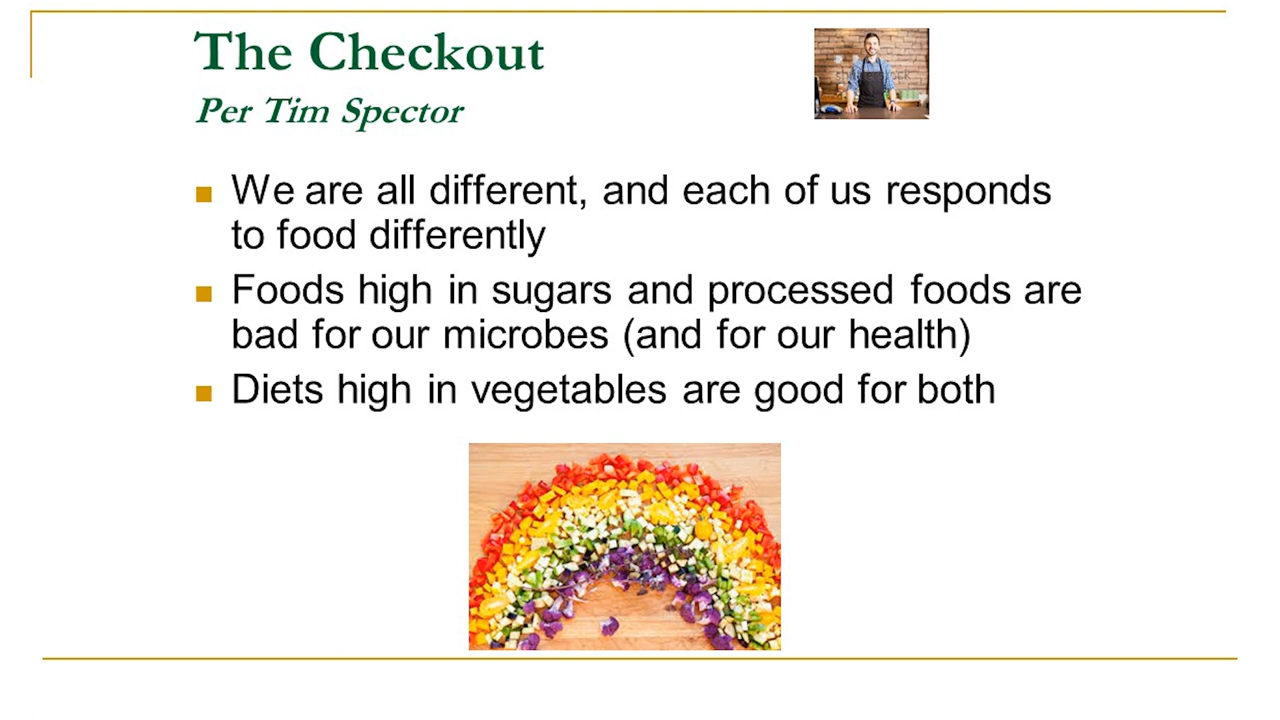 The Checkout
Per Tim Spector
We are all different, and each of us responds
to food differently
Foods high in sugars and processed foods are
bad for our microbes (and for our health)
Diets high in vegetables are good for both